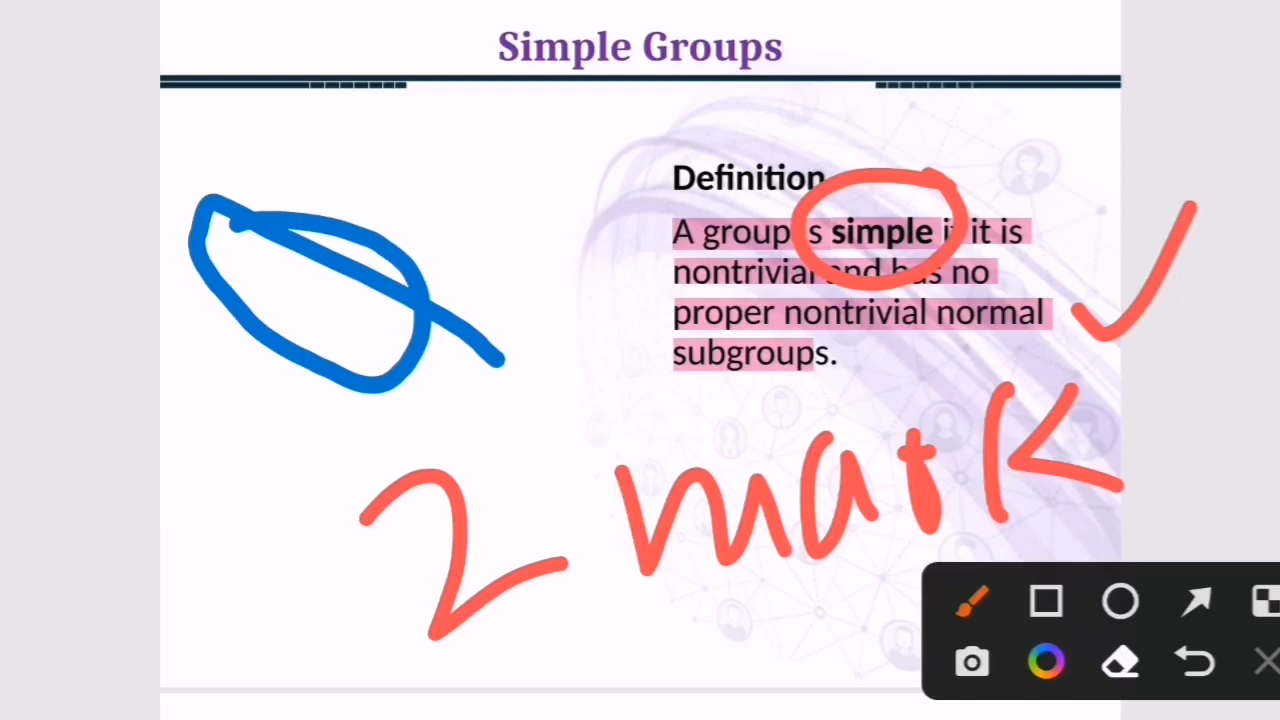 Simple Groups
Definition
A group is simple if it is
nontrivial and has no
proper nontrivial normal
subgroups.
2 mark